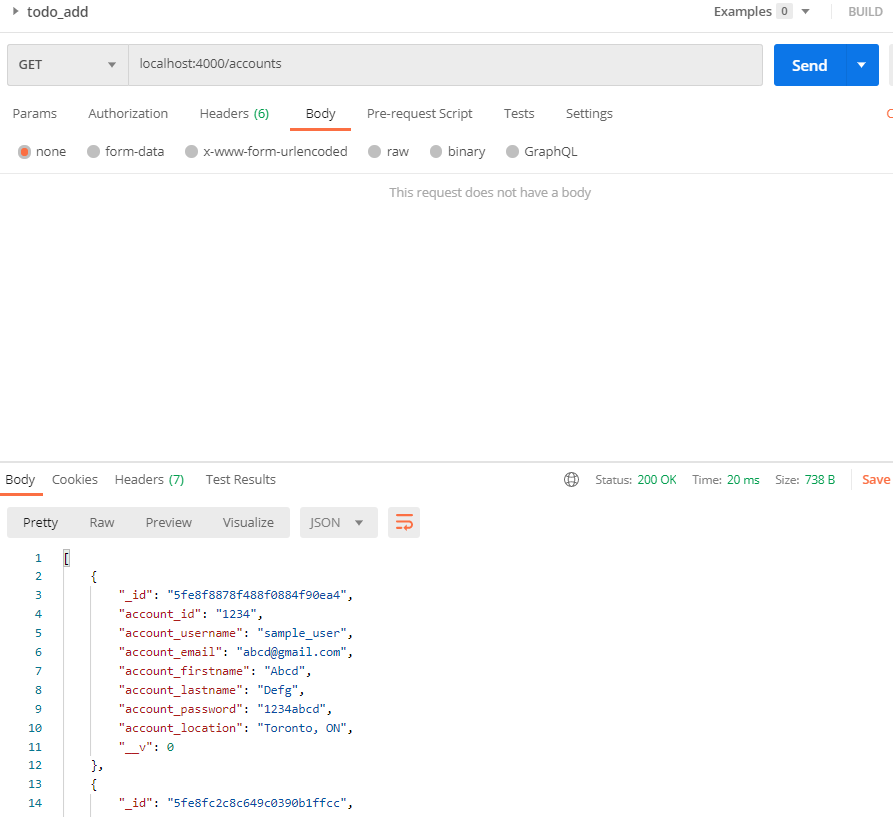 todo_add Examples 0 BUILD
GET localhost:4000/accounts Send
Params Authorization Headers (6) Body Pre-request Script Tests Settings
none form-data x-www-form-urlencoded raw binary GraphQL
This request does not have a body
Body Cookies Headers (7) Test Results Status: 200 OK Time: 20 ms Size: 738 B Save
Pretty Raw Preview Visualize JSON
1 [
2 {
3 "_id": "5fe8f8878f488f0884f90ea4",
4 "account_id": "1234",
5 "account_username": "sample_user",
6 "account_email": "abcd@gmail.com",
7 "account_firstname": "Abcd",
8 "account_lastname": "Defg",
9 "account_password": "1234abcd",
10 "account_location": "Toronto, ON",
11 "__v": 0
12 },
13 {
14 "_id": "5fe8fc2c8c649c0390b1ffcc",